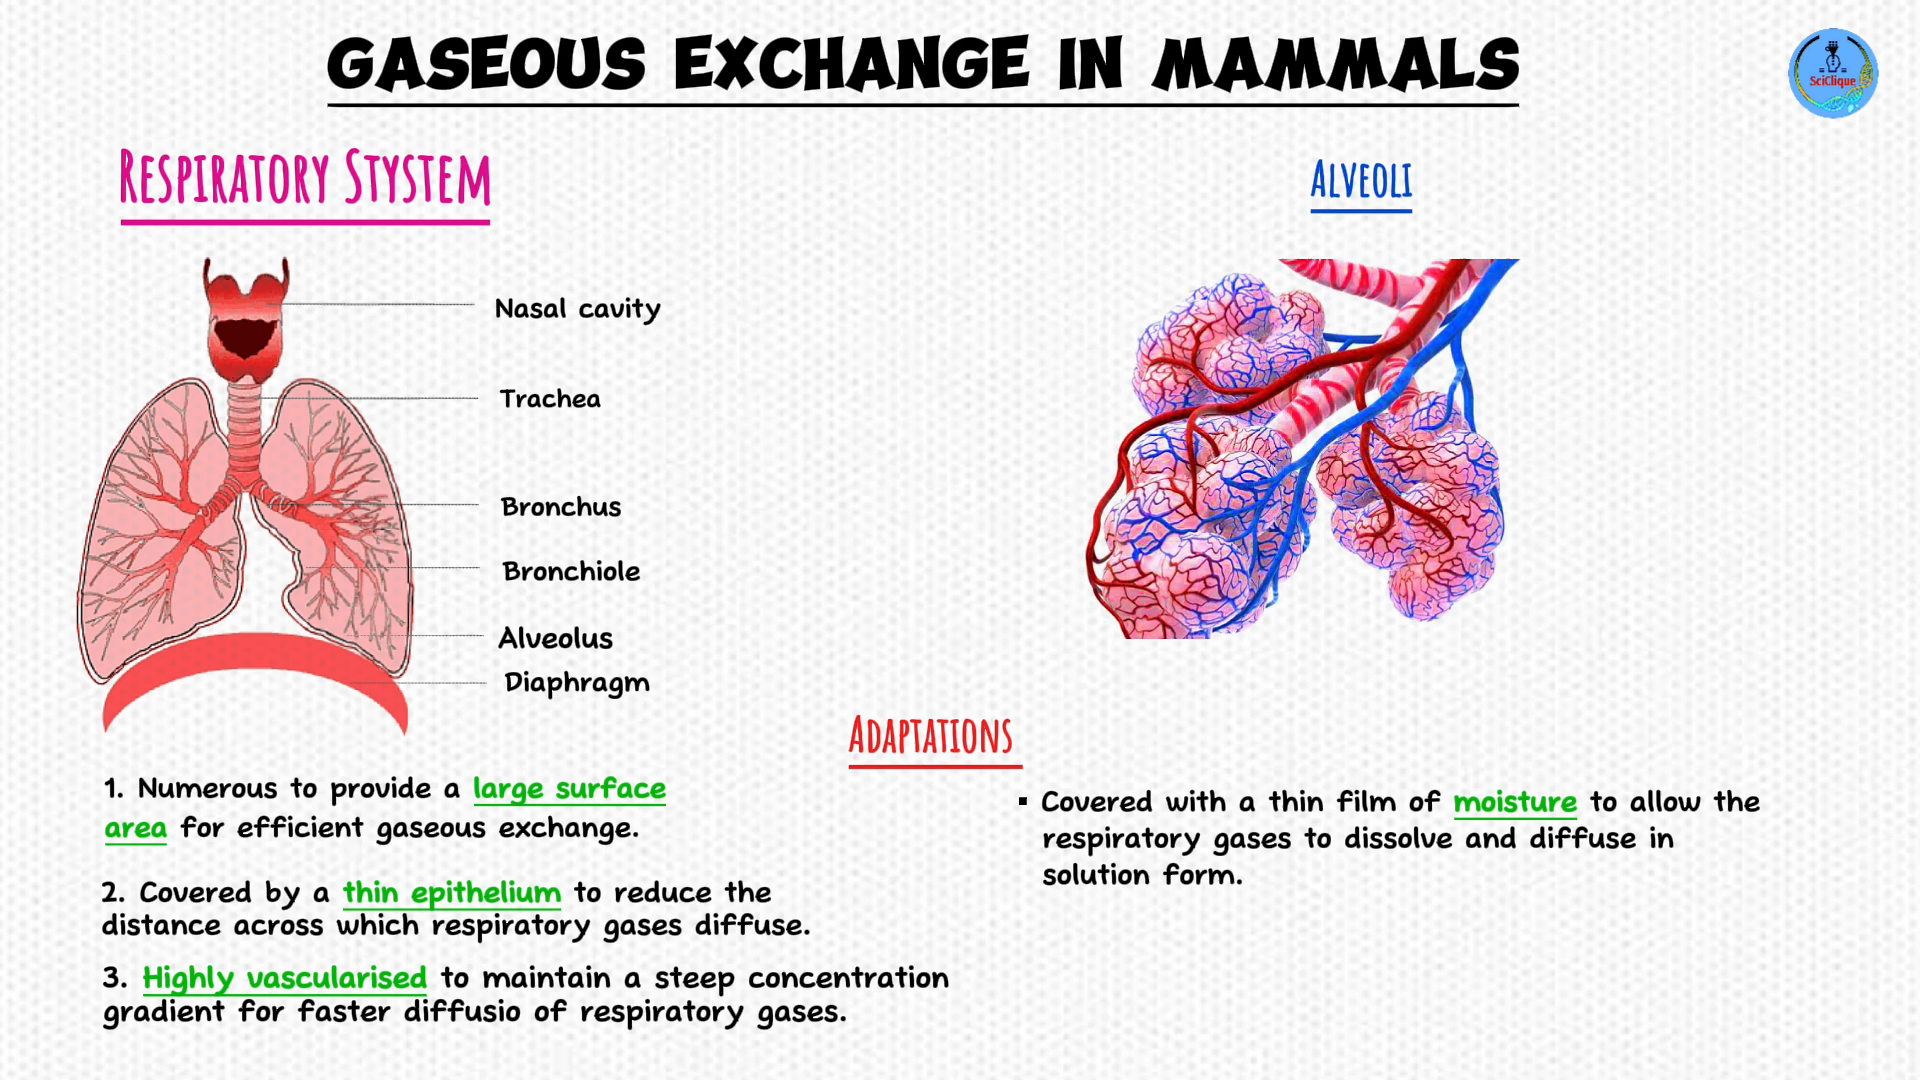 GASEOUS EXCHANGE IN MAMMALS
SciClique
RESPIRATORY STYSTEM
ALVEOLI
Nasal cavity
Trachea
Bronchus
Bronchiole
Alveolus
Diaphragm
ADAPTATIONS
1. Numerous to provide a large surface
area for efficient gaseous exchange.
2. Covered by a thin epithelium to reduce the
distance across which respiratory gases diffuse.
3. Highly vascularised to maintain a steep concentration
gradient for faster diffusio of respiratory gases.
▪ Covered with a thin film of moisture to allow the
respiratory gases to dissolve and diffuse in
solution form.